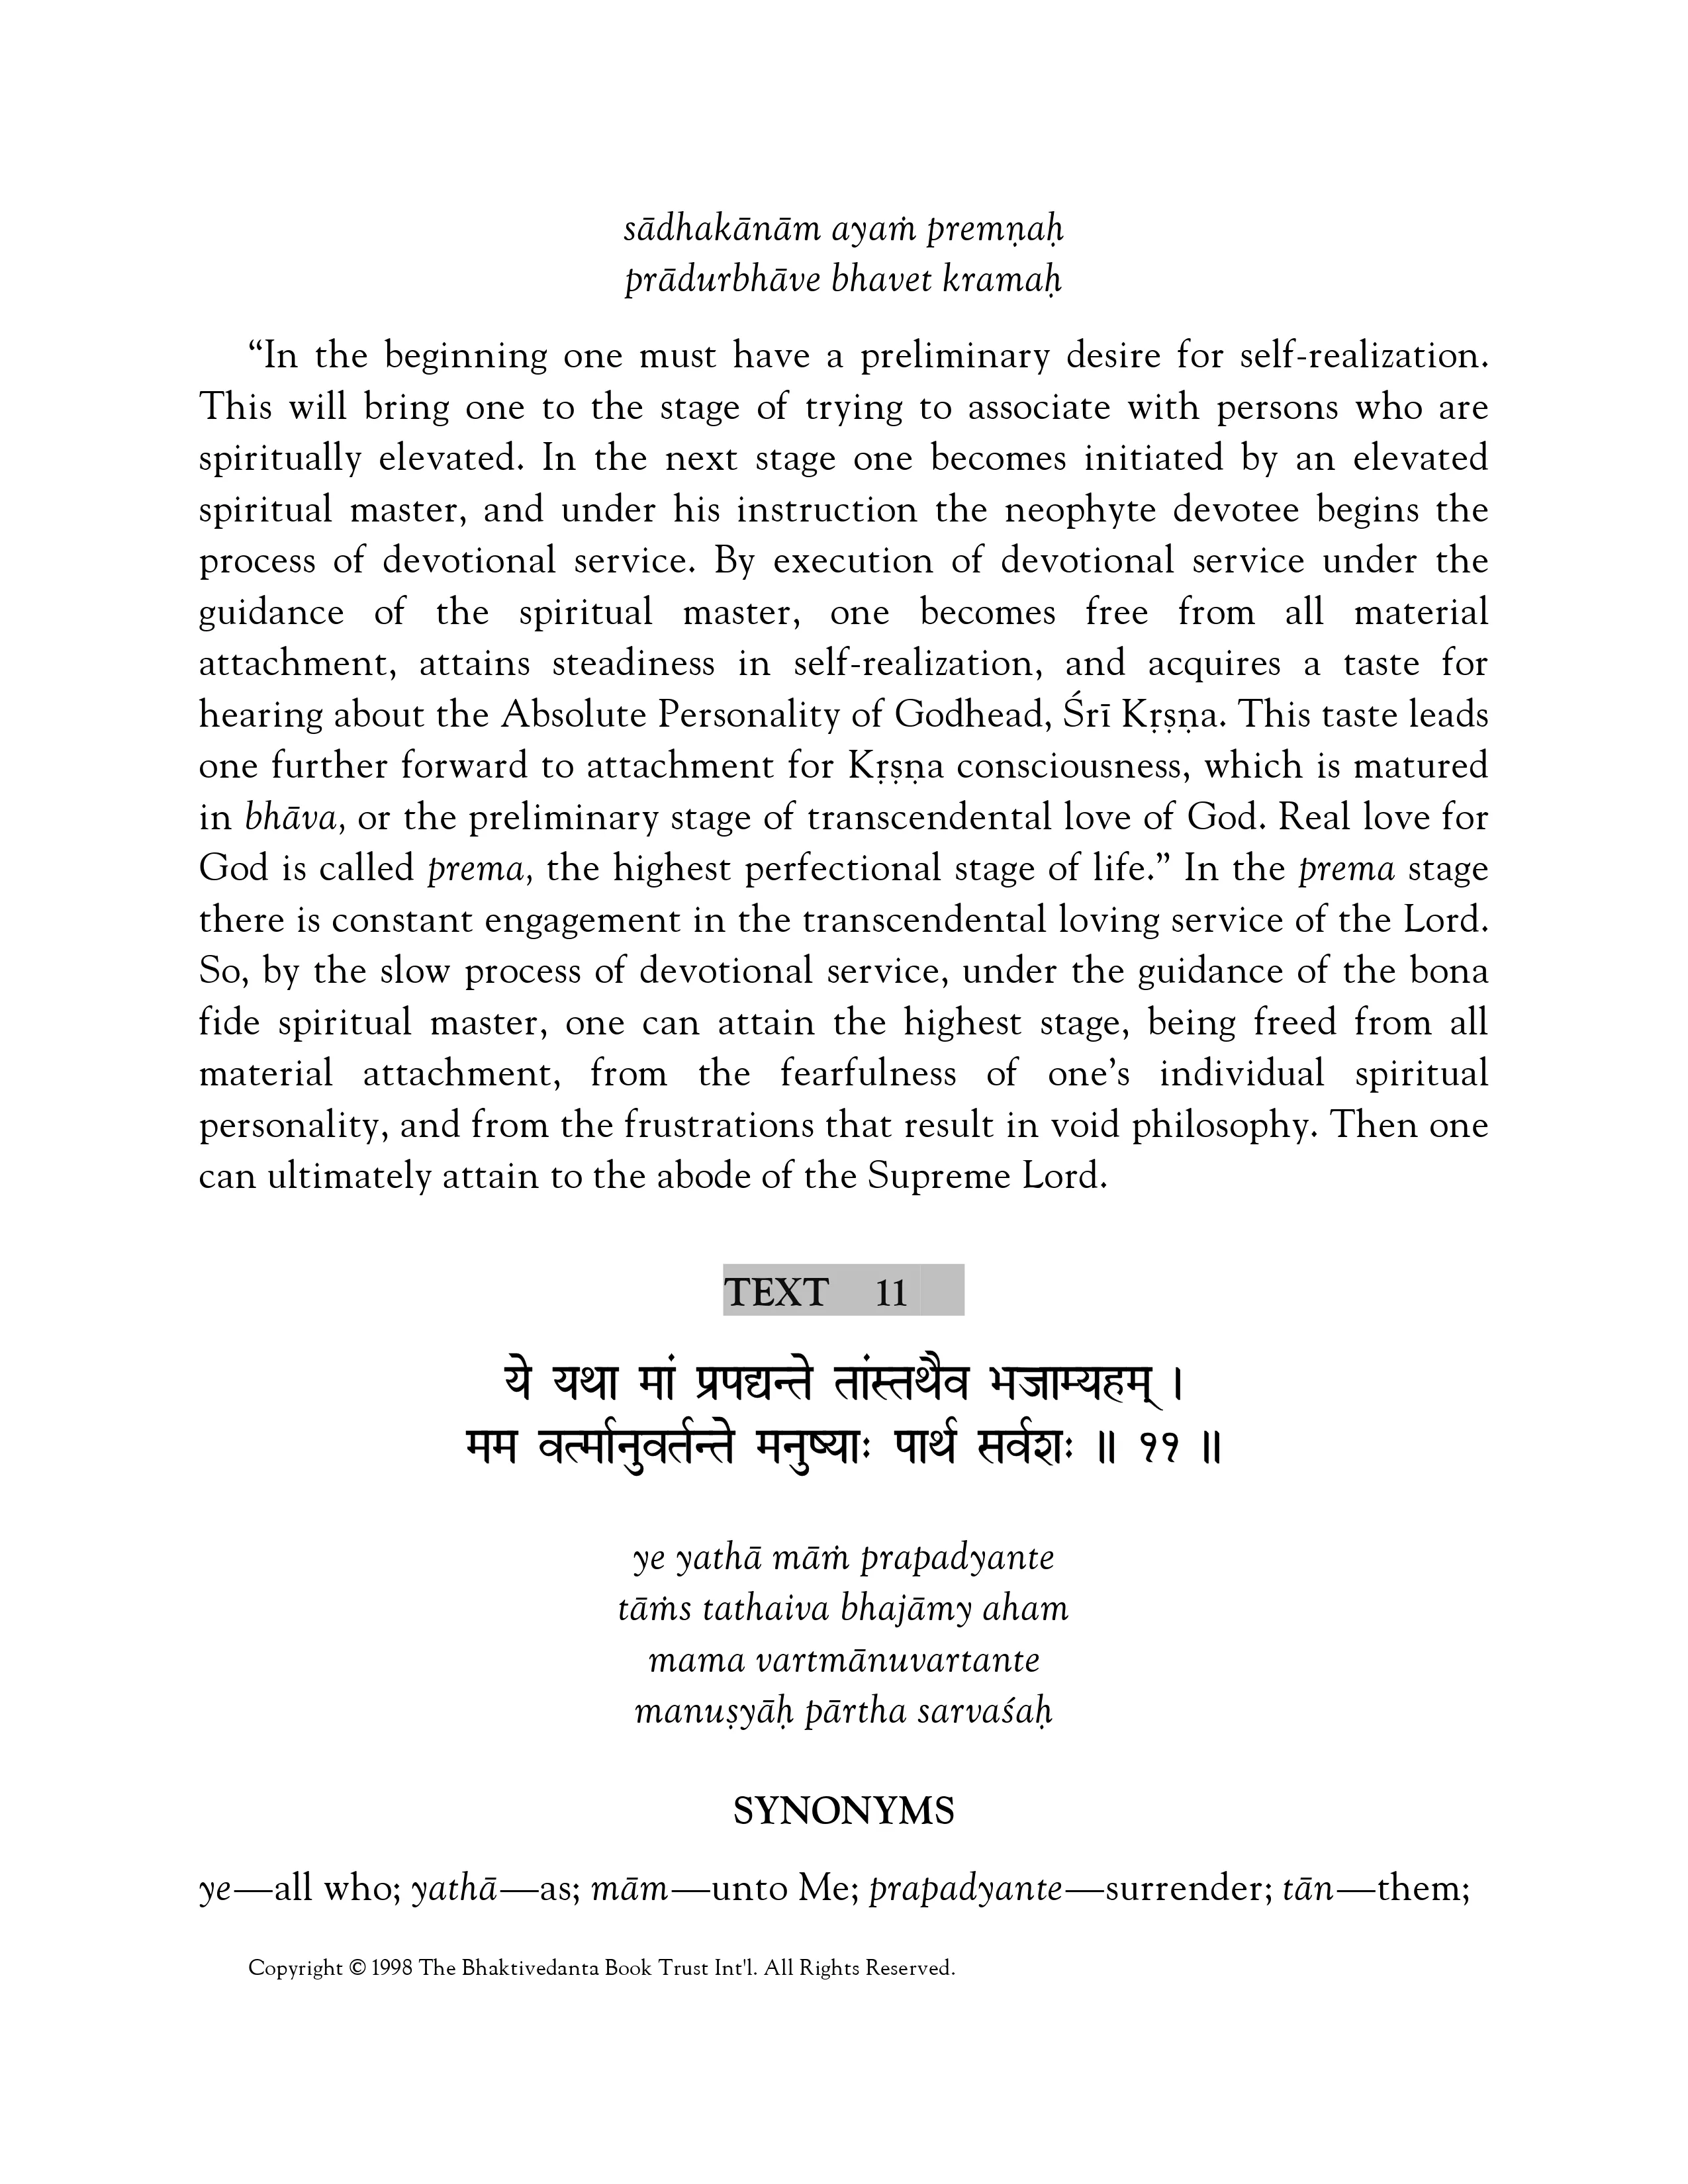 sādhakānām ayaṁ premṇaḥ
prādurbhāve bhavet kramaḥ
“In the beginning one must have a preliminary desire for self-realization.
This will bring one to the stage of trying to associate with persons who are
spiritually elevated. In the next stage one becomes initiated by an elevated
spiritual master, and under his instruction the neophyte devotee begins the
process of devotional service. By execution of devotional service under the
guidance of the spiritual master, one becomes free from all material
attachment, attains steadiness in self-realization, and acquires a taste for
hearing about the Absolute Personality of Godhead, Śrī Kṛṣṇa. This taste leads
one further forward to attachment for Kṛṣṇa consciousness, which is matured
in bhāva, or the preliminary stage of transcendental love of God. Real love for
God is called prema, the highest perfectional stage of life.” In the prema stage
there is constant engagement in the transcendental loving service of the Lord.
So, by the slow process of devotional service, under the guidance of the bona
fide spiritual master, one can attain the highest stage, being freed from all
material attachment, from the fearfulness of one’s individual spiritual
personality, and from the frustrations that result in void philosophy. Then one
can ultimately attain to the abode of the Supreme Lord.
TEXT 11
ये यथा मां प्रपद्यन्ते तांस्तथैव भजाम्यहम् ।
मम वर्त्मानुवर्तन्ते मनुष्याः पार्थ सर्वशः ॥ ११ ॥
ye yathā māṁ prapadyante
tāṁs tathaiva bhajāmy aham
mama vartmānuvartante
manuṣyāḥ pārtha sarvaśaḥ
SYNONYMS
ye—all who; yathā—as; mām—unto Me; prapadyante—surrender; tān—them;
Copyright © 1998 The Bhaktivedanta Book Trust Int'l. All Rights Reserved.